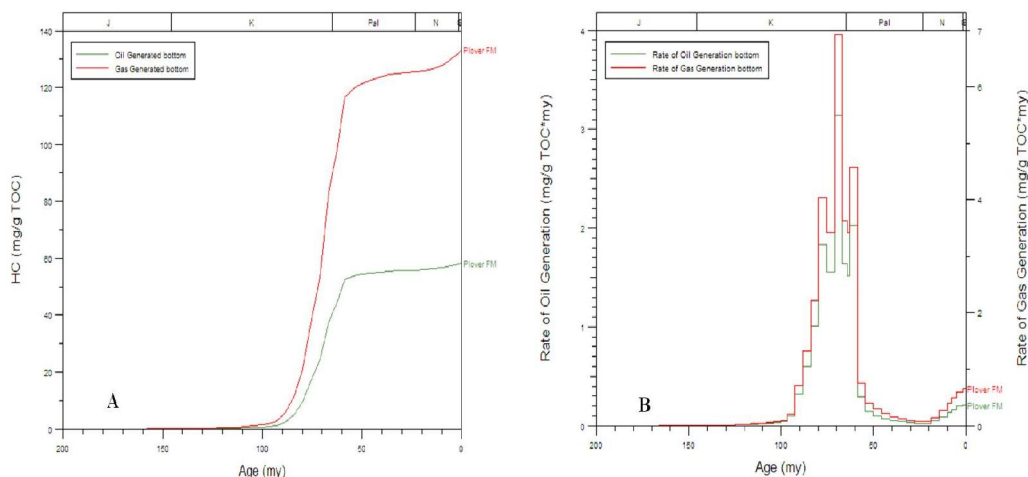 J K Pal N
Oil Generated bottom
Gas Generated bottom
HC (mg/g TOC)
140
120
100
80
60
40
20
0
Plover FM
Plover FM
A
200 150 100 50 0
Age (my)
J K Pal N
Rate of Oil Generation bottom
Rate of Gas Generation bottom
Rate of Oil Generation (mg/g TOC*my)
4
3
2
1
0
Rate of Gas Generation (mg/g TOC*my)
7
6
5
4
3
2
1
0
Plover FM
Plover FM
B
200 150 100 50 0
Age (my)